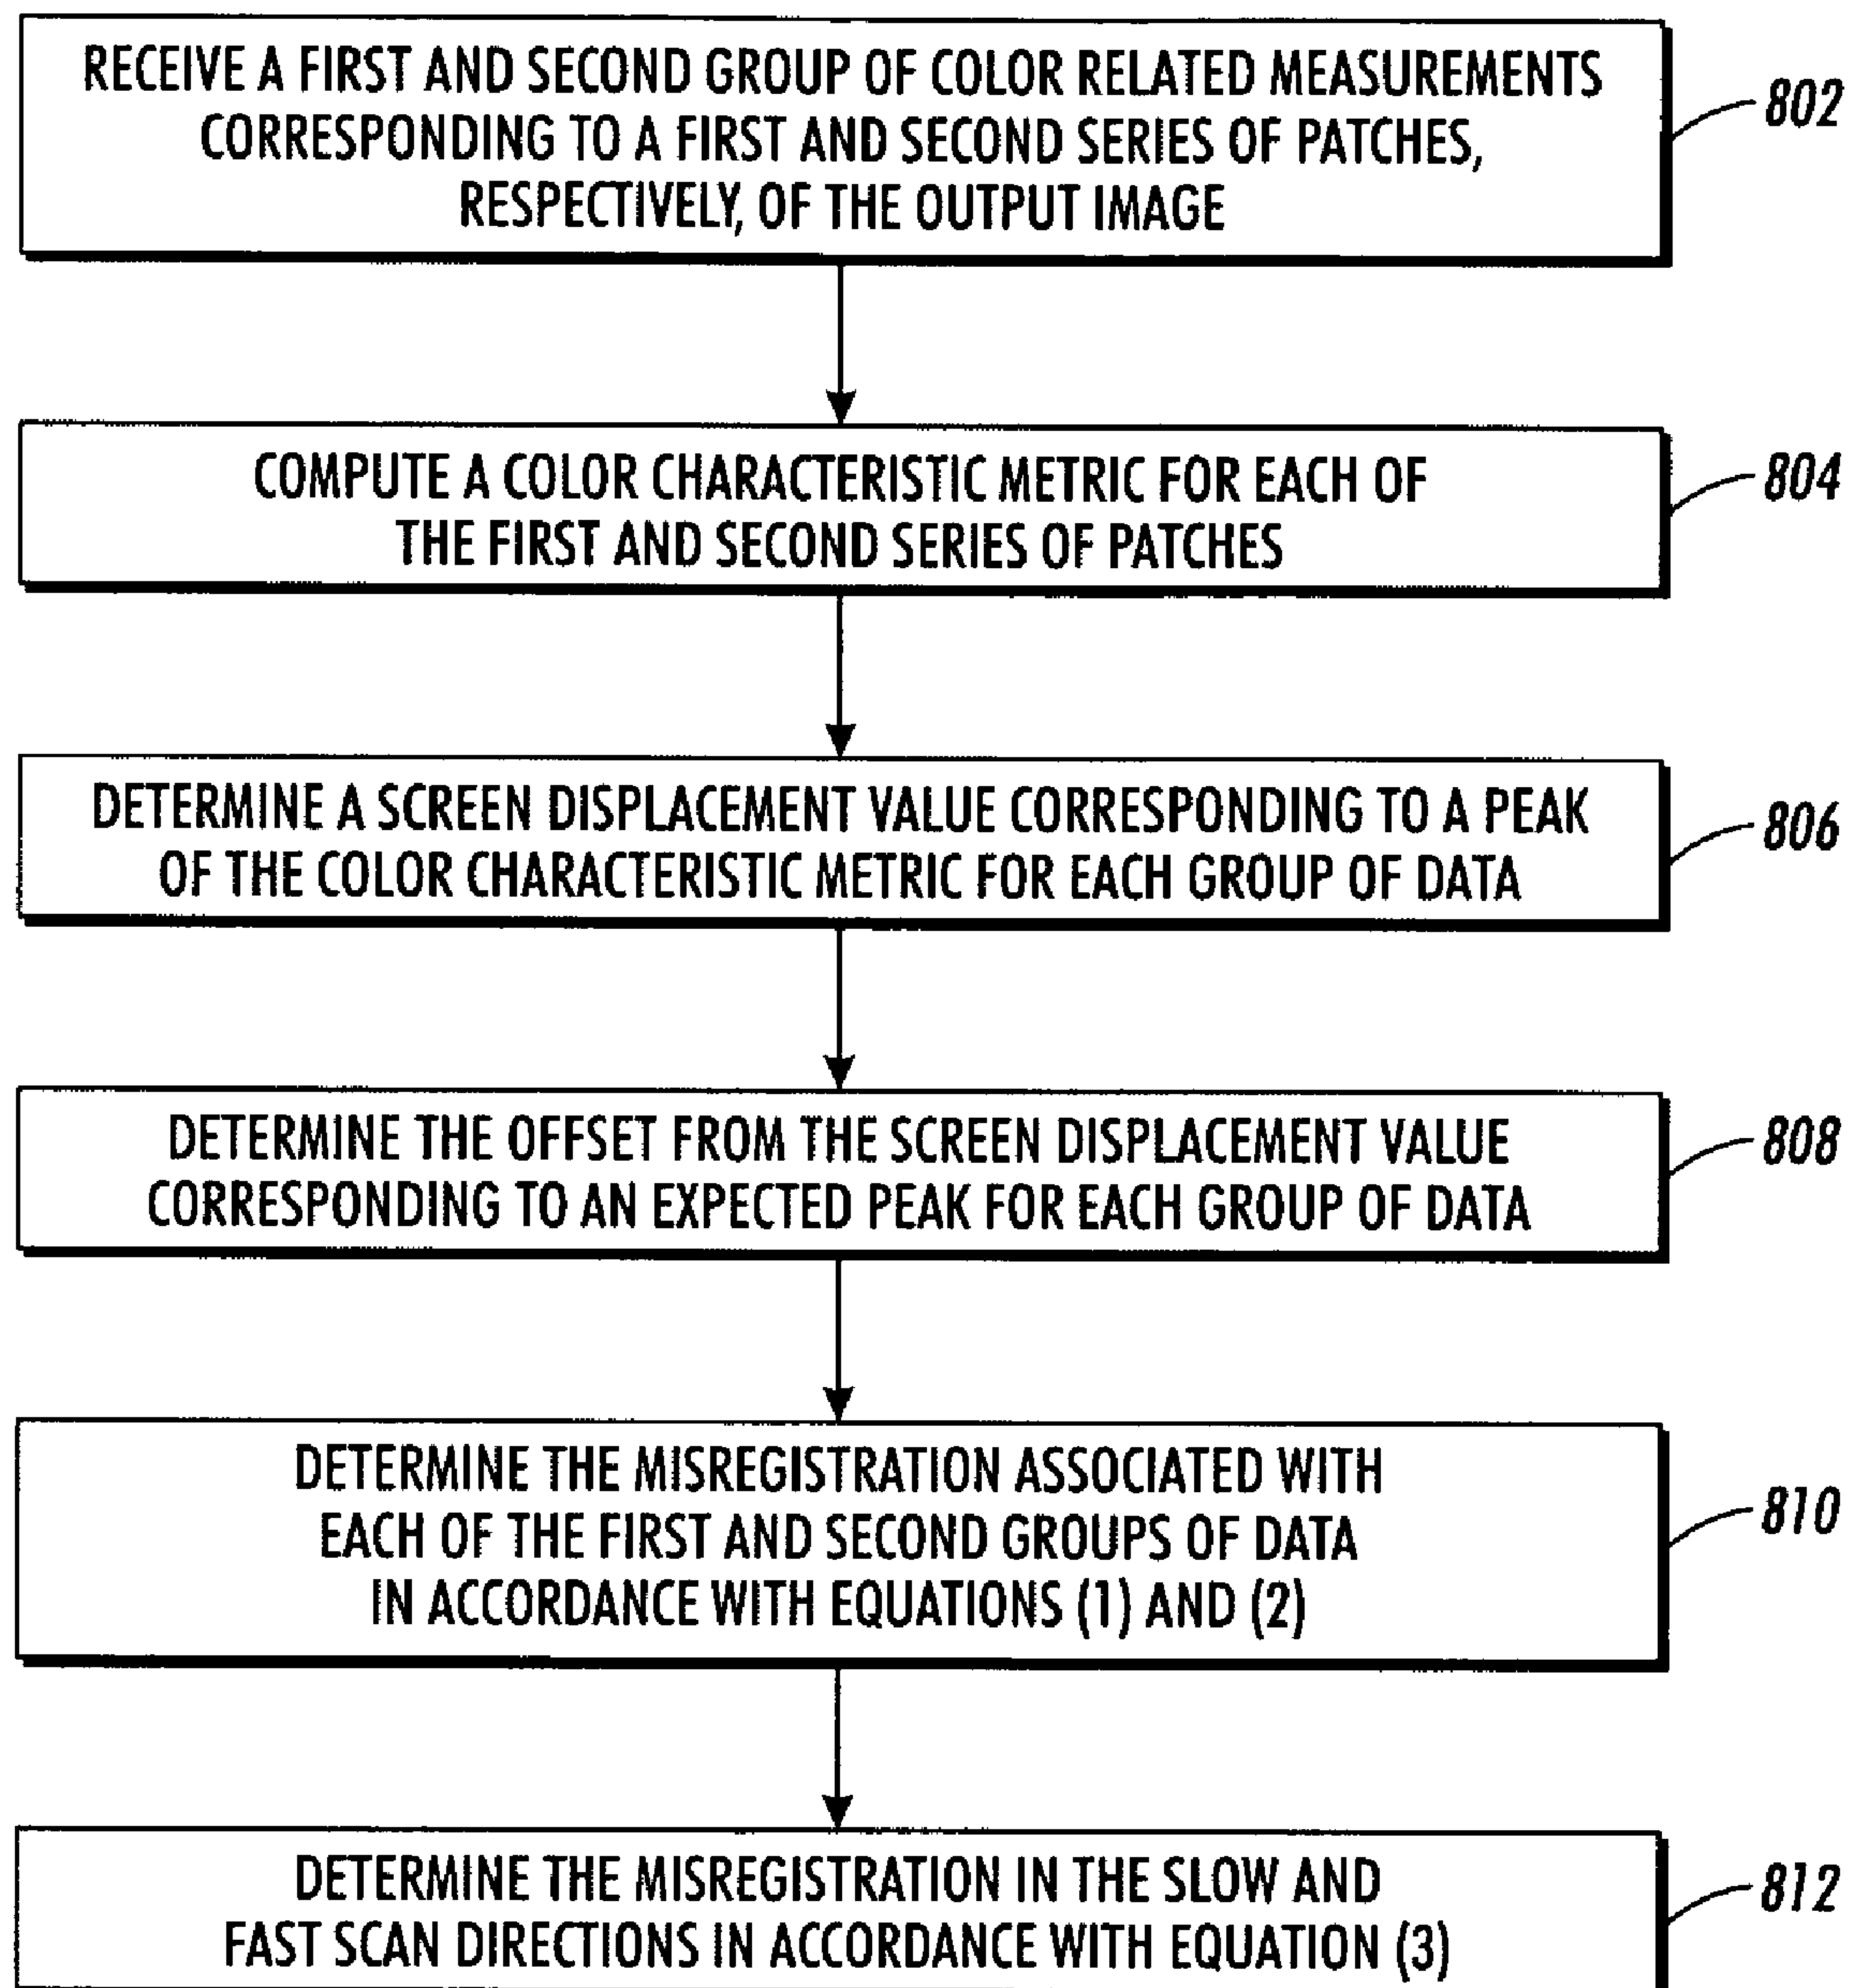 RECEIVE A FIRST AND SECOND GROUP OF COLOR RELATED MEASUREMENTS
CORRESPONDING TO A FIRST AND SECOND SERIES OF PATCHES,
RESPECTIVELY, OF THE OUTPUT IMAGE
802
COMPUTE A COLOR CHARACTERISTIC METRIC FOR EACH OF
THE FIRST AND SECOND SERIES OF PATCHES
804
DETERMINE A SCREEN DISPLACEMENT VALUE CORRESPONDING TO A PEAK
OF THE COLOR CHARACTERISTIC METRIC FOR EACH GROUP OF DATA
806
DETERMINE THE OFFSET FROM THE SCREEN DISPLACEMENT VALUE
CORRESPONDING TO AN EXPECTED PEAK FOR EACH GROUP OF DATA
808
DETERMINE THE MISREGISTRATION ASSOCIATED WITH
EACH OF THE FIRST AND SECOND GROUPS OF DATA
IN ACCORDANCE WITH EQUATIONS (1) AND (2)
810
DETERMINE THE MISREGISTRATION IN THE SLOW AND
FAST SCAN DIRECTIONS IN ACCORDANCE WITH EQUATION (3)
812